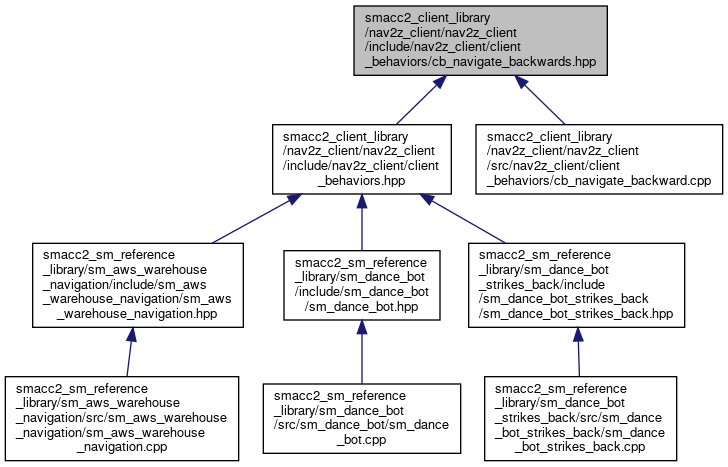 smacc2_client_library
/nav2z_client/nav2z_client
/include/nav2z_client/client
_behaviors/cb_navigate_backwards.hpp
smacc2_client_library
/nav2z_client/nav2z_client
/include/nav2z_client/client
_behaviors.hpp
smacc2_client_library
/nav2z_client/nav2z_client
/src/nav2z_client/client
_behaviors/cb_navigate_backward.cpp
smacc2_sm_reference
_library/sm_aws_warehouse
_navigation/include/sm_aws
_warehouse_navigation/sm_aws
_warehouse_navigation.hpp
smacc2_sm_reference
_library/sm_dance_bot
/include/sm_dance_bot
/sm_dance_bot.hpp
smacc2_sm_reference
_library/sm_dance_bot
_strikes_back/include
/sm_dance_bot_strikes_back
/sm_dance_bot_strikes_back.hpp
smacc2_sm_reference
_library/sm_aws_warehouse
_navigation/src/sm_aws_warehouse
_navigation/sm_aws_warehouse
_navigation.cpp
smacc2_sm_reference
_library/sm_dance_bot
/src/sm_dance_bot/sm_dance
_bot.cpp
smacc2_sm_reference
_library/sm_dance_bot
_strikes_back/src/sm_dance
_bot_strikes_back/sm_dance
_bot_strikes_back.cpp